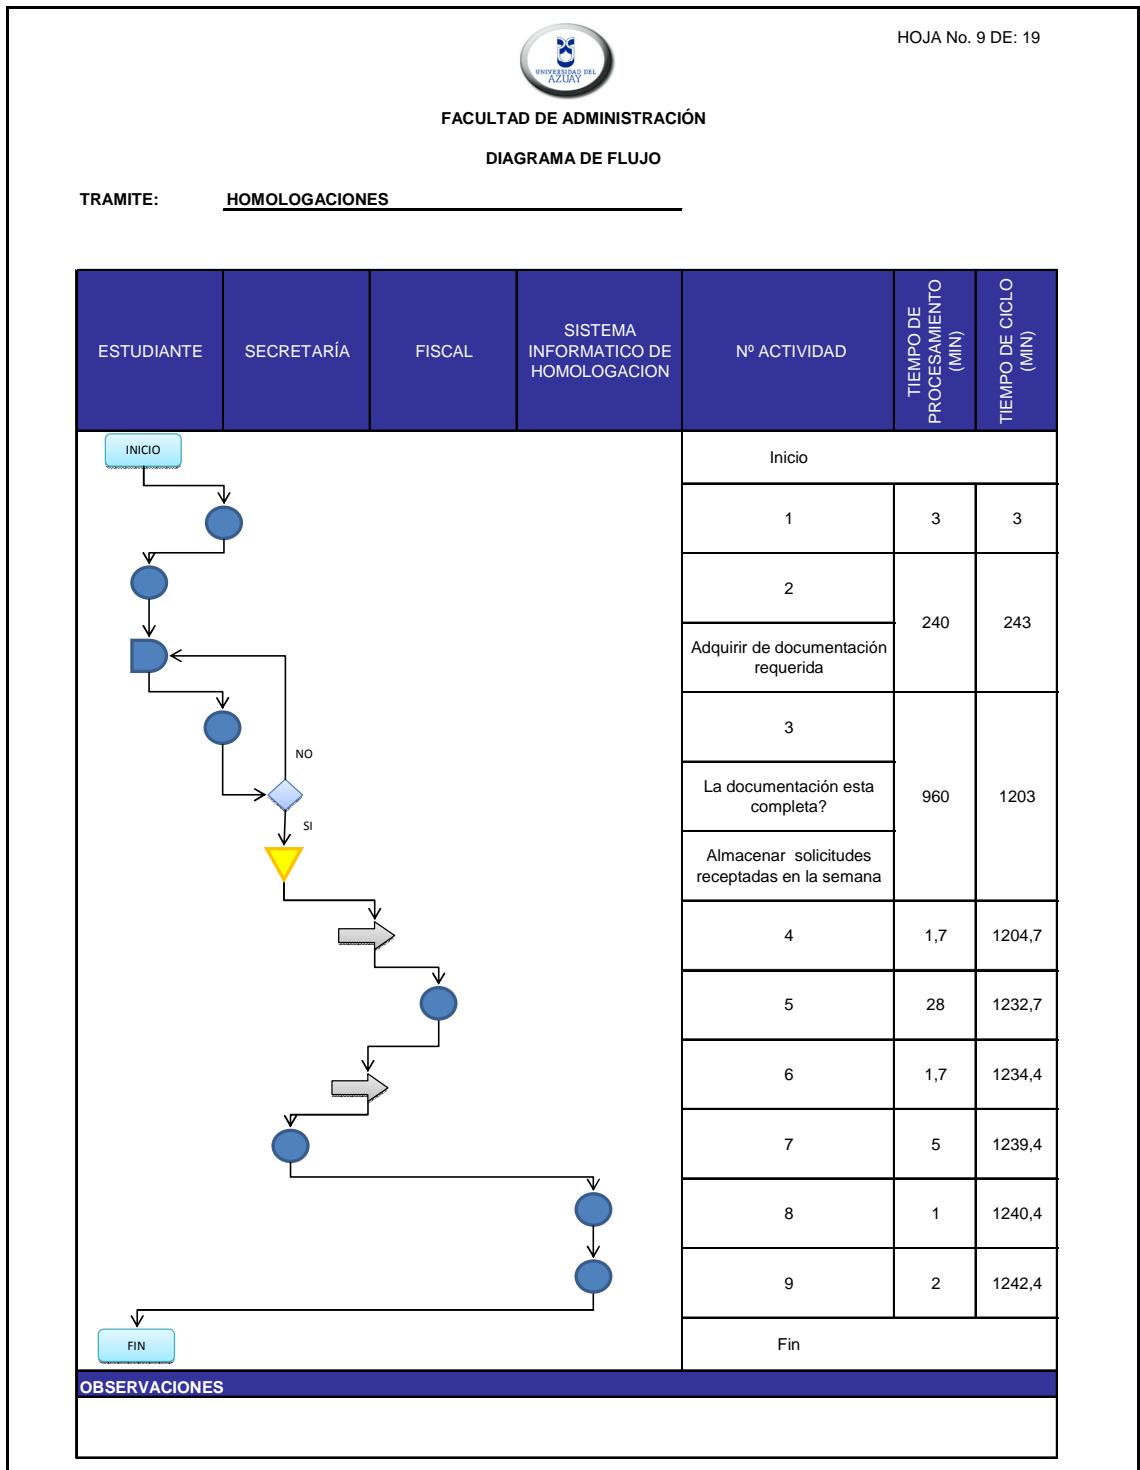 HOJA No. 9 DE: 19
UNIVERSIDAD DEL
AZUAY
FACULTAD DE ADMINISTRACIÓN
DIAGRAMA DE FLUJO
TRAMITE: HOMOLOGACIONES
ESTUDIANTE
SECRETARÍA
FISCAL
SISTEMA
INFORMATICO DE
HOMOLOGACION
Nº ACTIVIDAD
TIEMPO DE
PROCESAMIENTO
(MIN)
TIEMPO DE CICLO
(MIN)
INICIO
Inicio
1 3 3
2
240 243
Adquirir de documentación
requerida
3
NO
La documentación esta
completa?
960 1203
SI
Almacenar solicitudes
receptadas en la semana
4 1,7 1204,7
5 28 1232,7
6 1,7 1234,4
7 5 1239,4
8 1 1240,4
9 2 1242,4
FIN
Fin
OBSERVACIONES